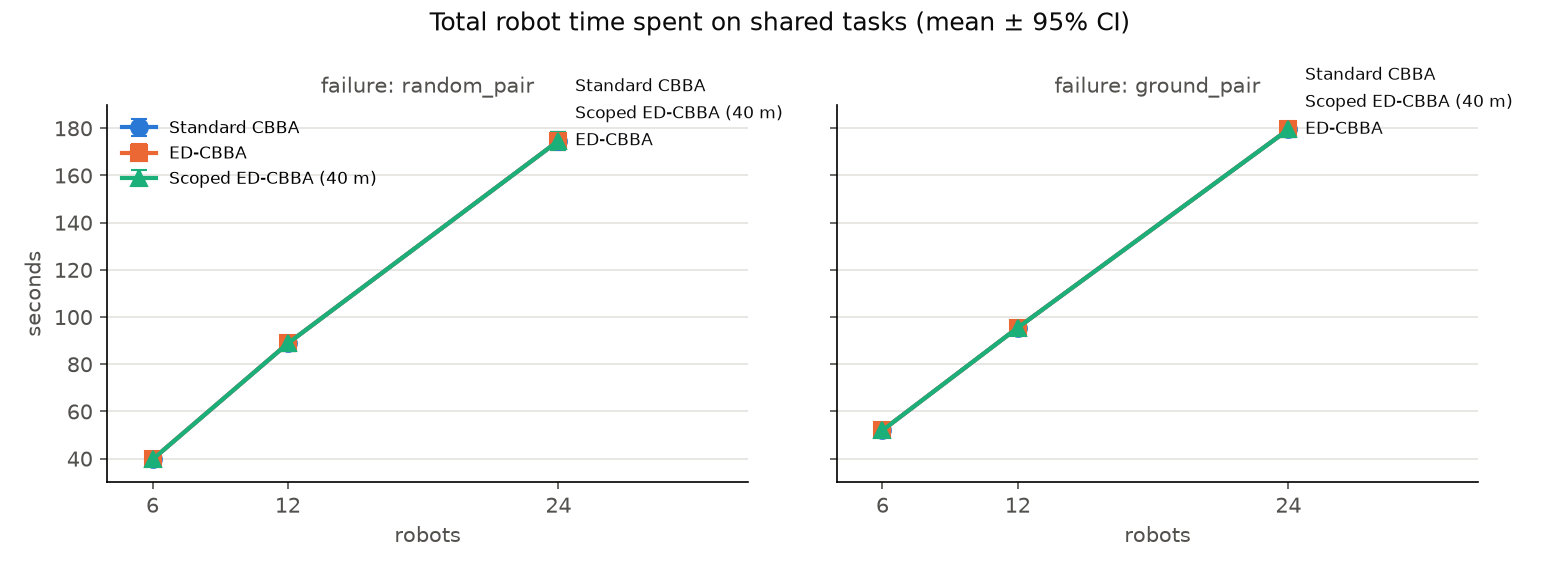 Total robot time spent on shared tasks (mean ± 95% CI)
failure: random_pair
Standard CBBA
Scoped ED-CBBA (40 m)
ED-CBBA
Standard CBBA
ED-CBBA
Scoped ED-CBBA (40 m)
180
160
140
120
100
80
60
40
seconds
6
12
24
robots
failure: ground_pair
Standard CBBA
Scoped ED-CBBA (40 m)
ED-CBBA
6
12
24
robots